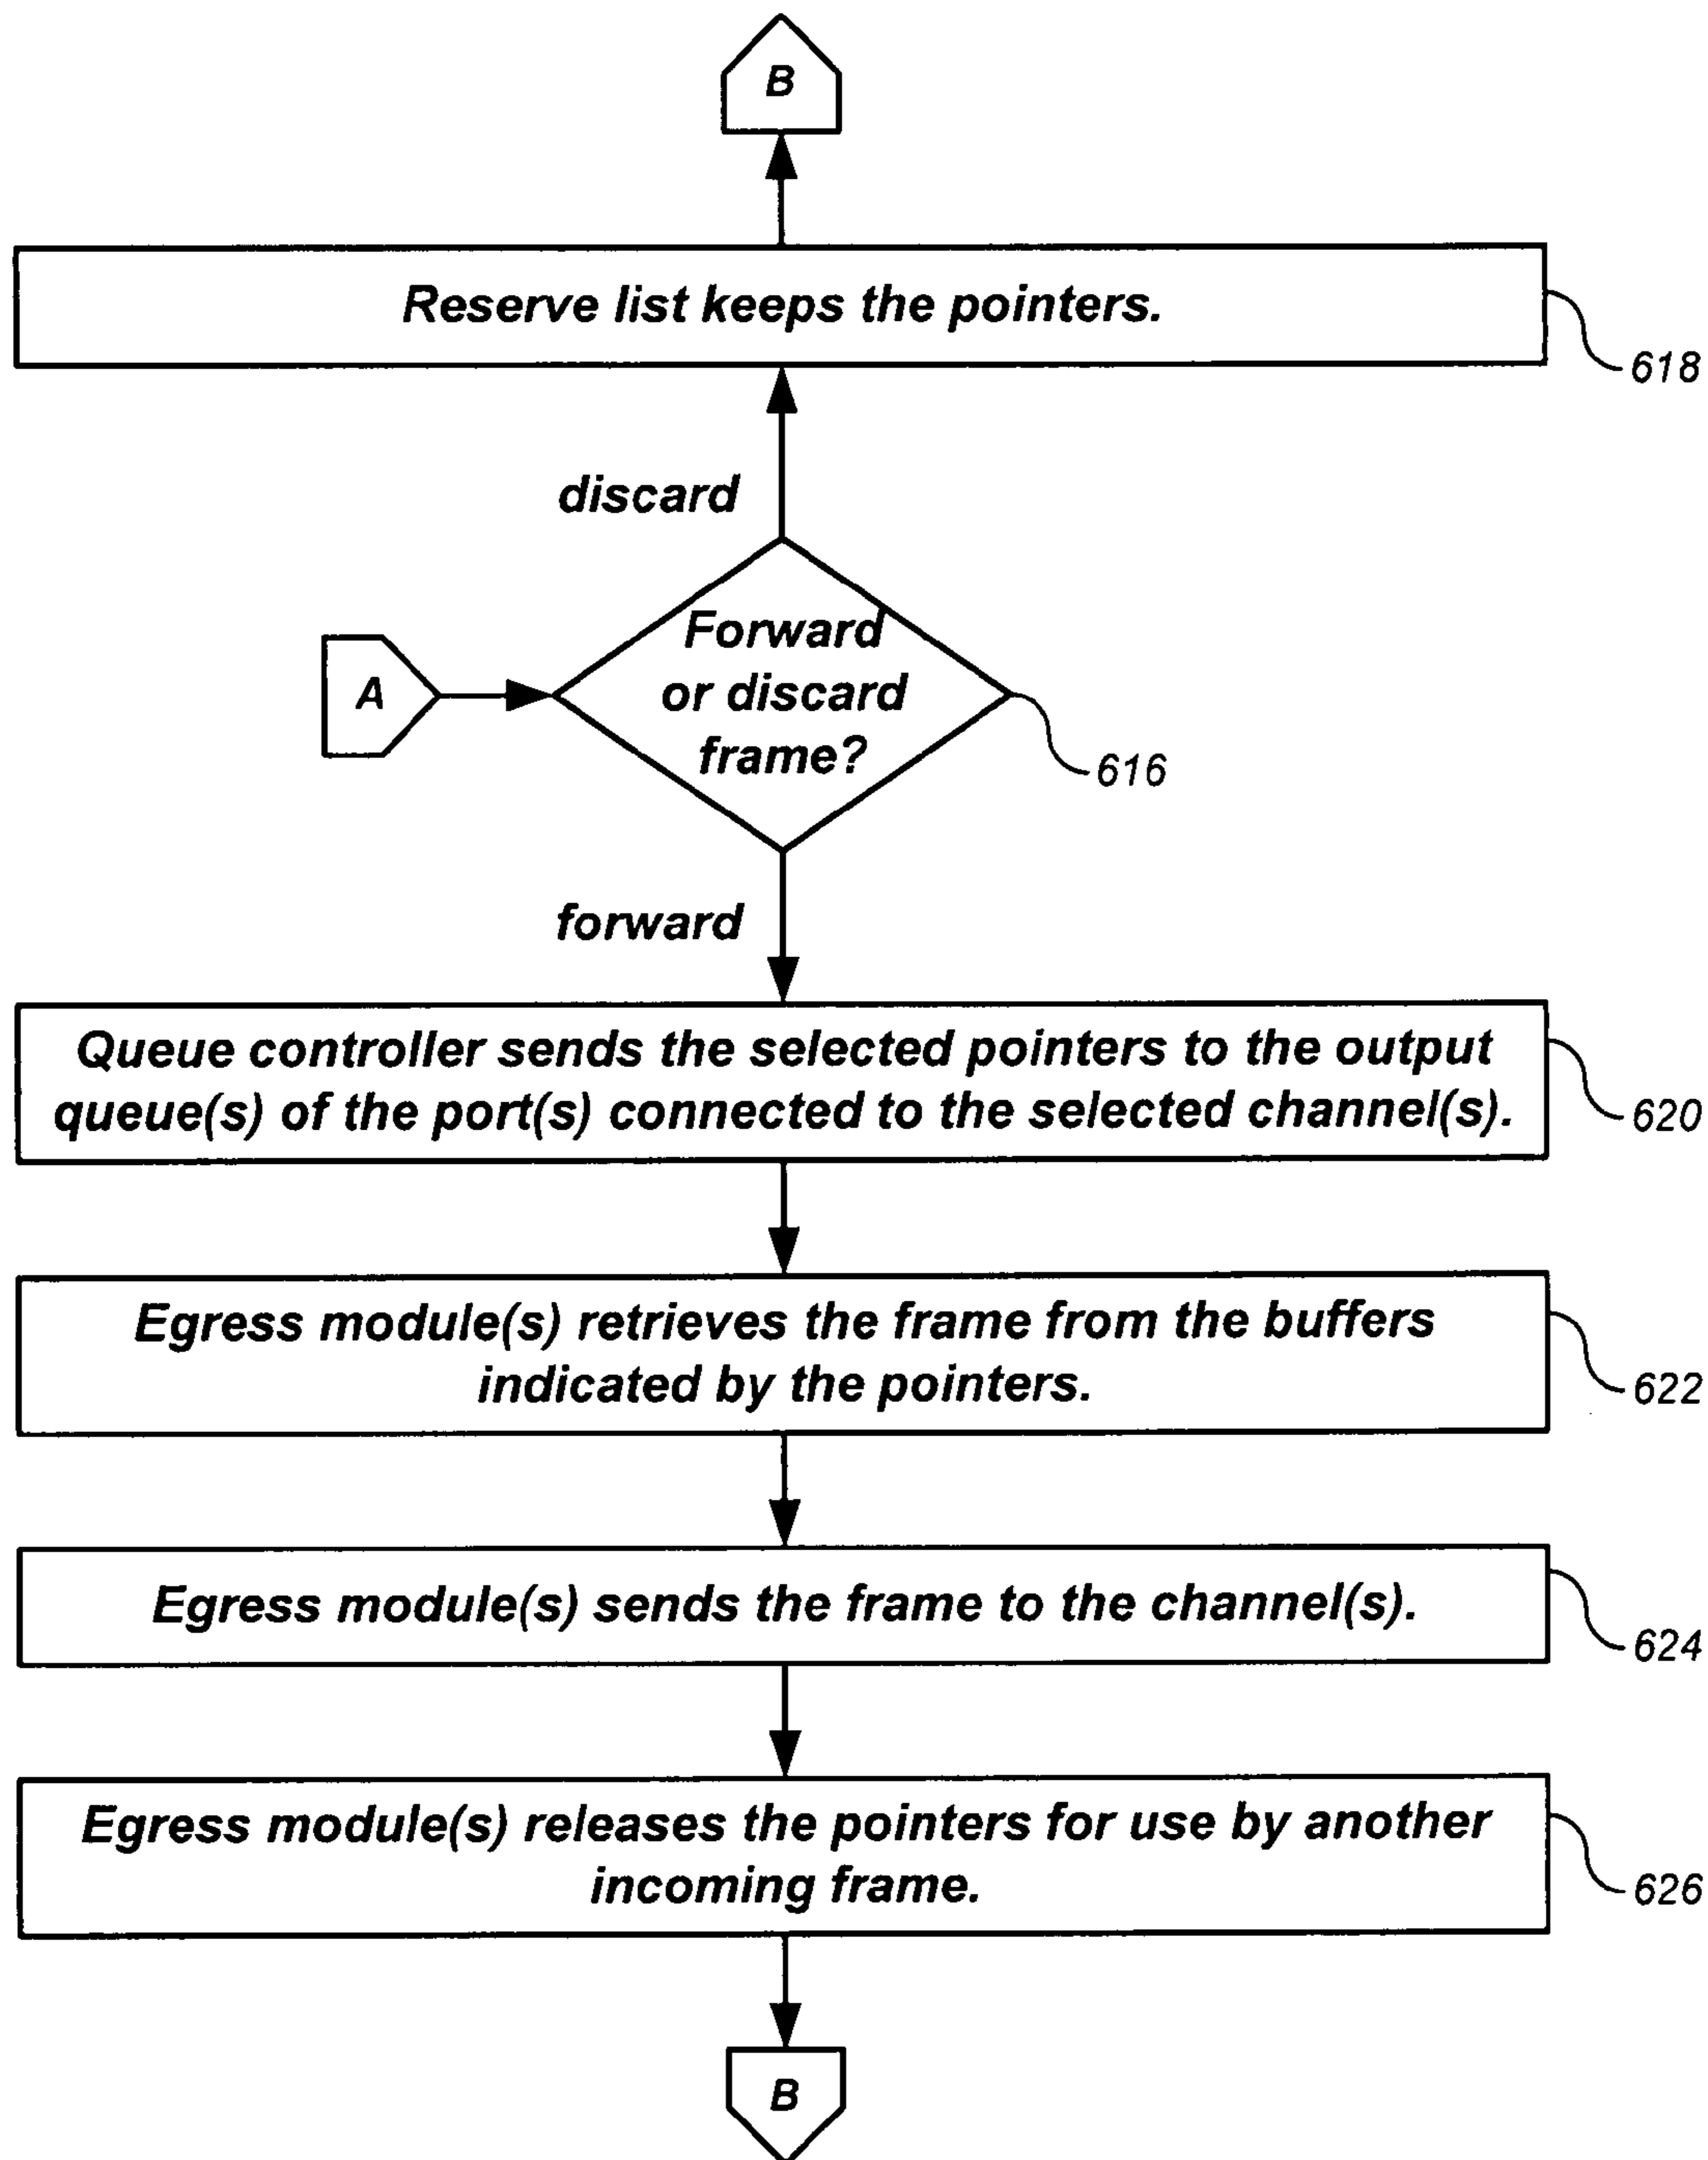 B
Reserve list keeps the pointers.
618
discard
Forward
or discard
frame?
A
616
forward
Queue controller sends the selected pointers to the output
queue(s) of the port(s) connected to the selected channel(s).
620
Egress module(s) retrieves the frame from the buffers
indicated by the pointers.
622
Egress module(s) sends the frame to the channel(s).
624
Egress module(s) releases the pointers for use by another
incoming frame.
626
B